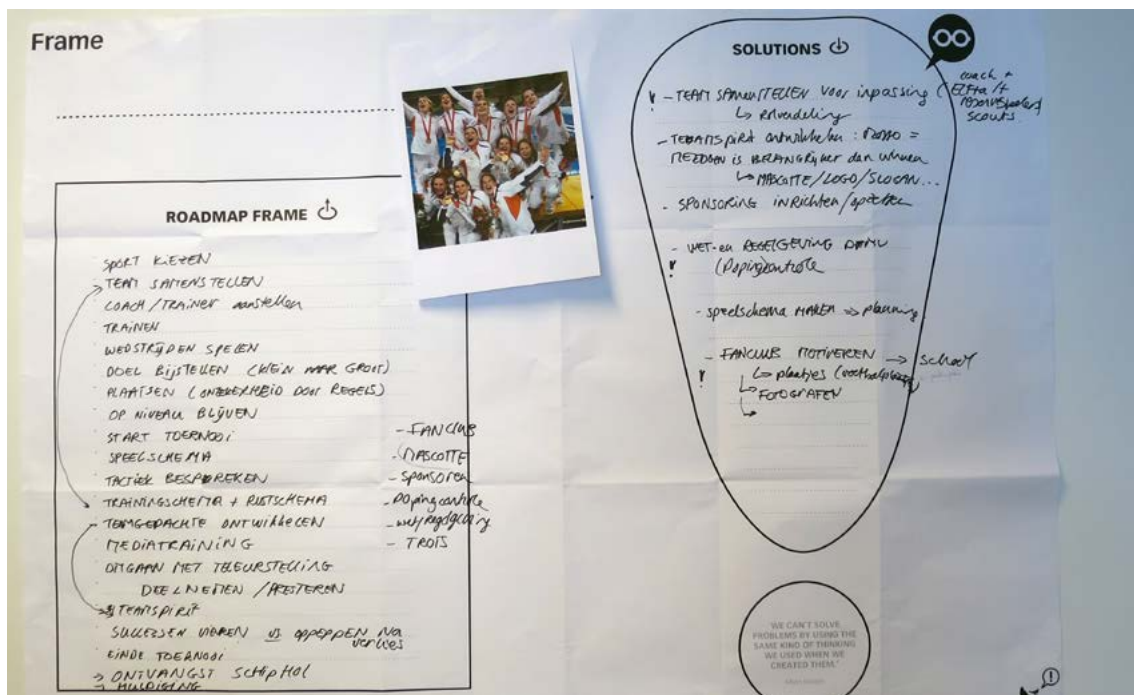 Frame
ROADMAP FRAME
SPORT KIEZEN
TEAM SAMENSTELLEN
COACH/TRAINER aanstellen
TRAINEN
WEDSTRIJDEN SPELEN
DOEL BIJSTELLEN (KLEIN NAAR GROOT)
PLAATSEN (ONZEKERHEID DOOR REGELS)
OP NIVEAU BLIJVEN
START TOERNOOI
SPEELSCHEMA
TACTIEK BESPREKEN
TRAININGSCHEMA + RUSTSCHEMA
TEAMGEDACHTE ONTWIKKELEN
MEDIATRAINING
OMGAAN MET TELEURSTELLING
DEELNEMEN / PRESTEREN
TEAMSPIRIT
SUCCESSEN VIEREN vs OPPEPPEN NA
verlies
EINDE TOERNOOI
→ ONTVANGST SCHIPHOL
→ HULDIGING
- FANCLUB
- MASCOTTE
- Sponsoren
- Dopingcontrole
- wet/regelgeving
- TROTS
SOLUTIONS
! - TEAM SAMENSTELLEN voor inpassing (
coach +
reservespelers
scouts
↳ rolverdeling
- TEAMSPIRIT ontwikkelen : MOTTO =
MEEDOEN is BELANGRIJKER dan winnen
↳ MASCOTTE/LOGO/SLOGAN...
- SPONSORING INRICHTEN/
- WET- en REGELGEVING
! (Dopingcontrole
- speelschema MAKEN => planning
- FANCLUB MOTIVEREN → school
! ↳ plaatjes (
↳ FOTOGRAFEN
↳
"WE CAN'T SOLVE
PROBLEMS BY USING THE
SAME KIND OF THINKING
WE USED WHEN WE
CREATED THEM."